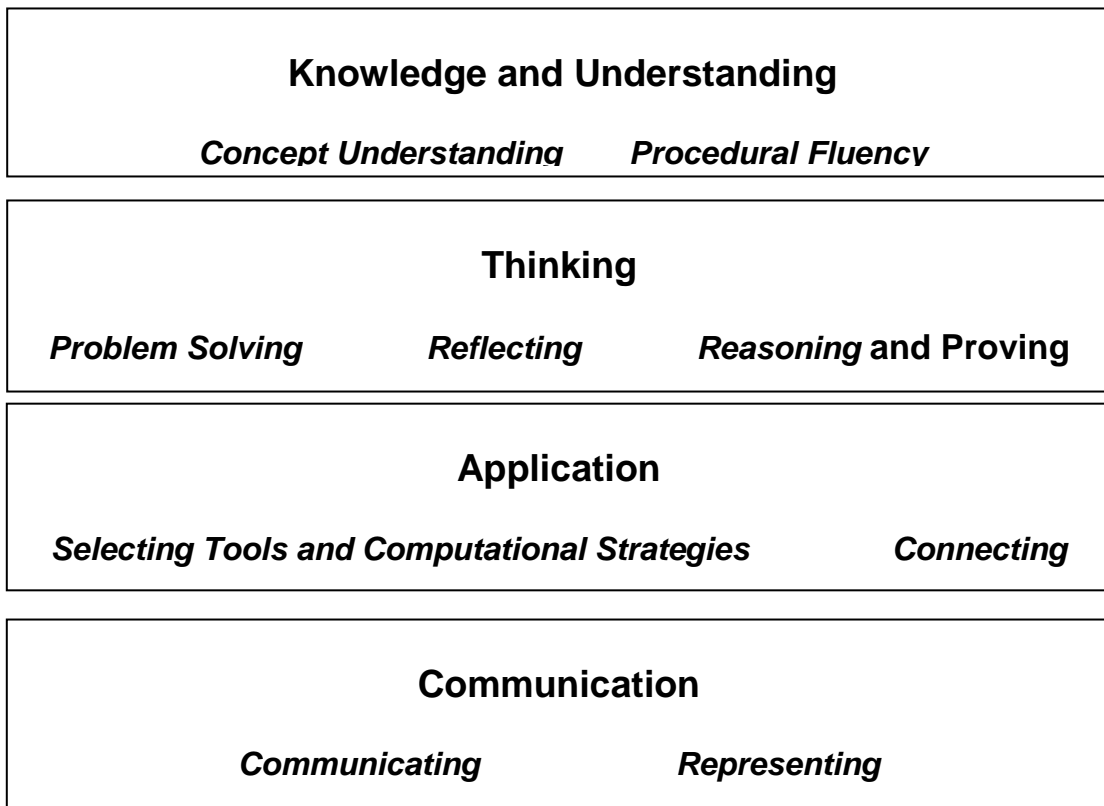 Knowledge and Understanding
Concept Understanding Procedural Fluency
Thinking
Problem Solving Reflecting Reasoning and Proving
Application
Selecting Tools and Computational Strategies Connecting
Communication
Communicating Representing